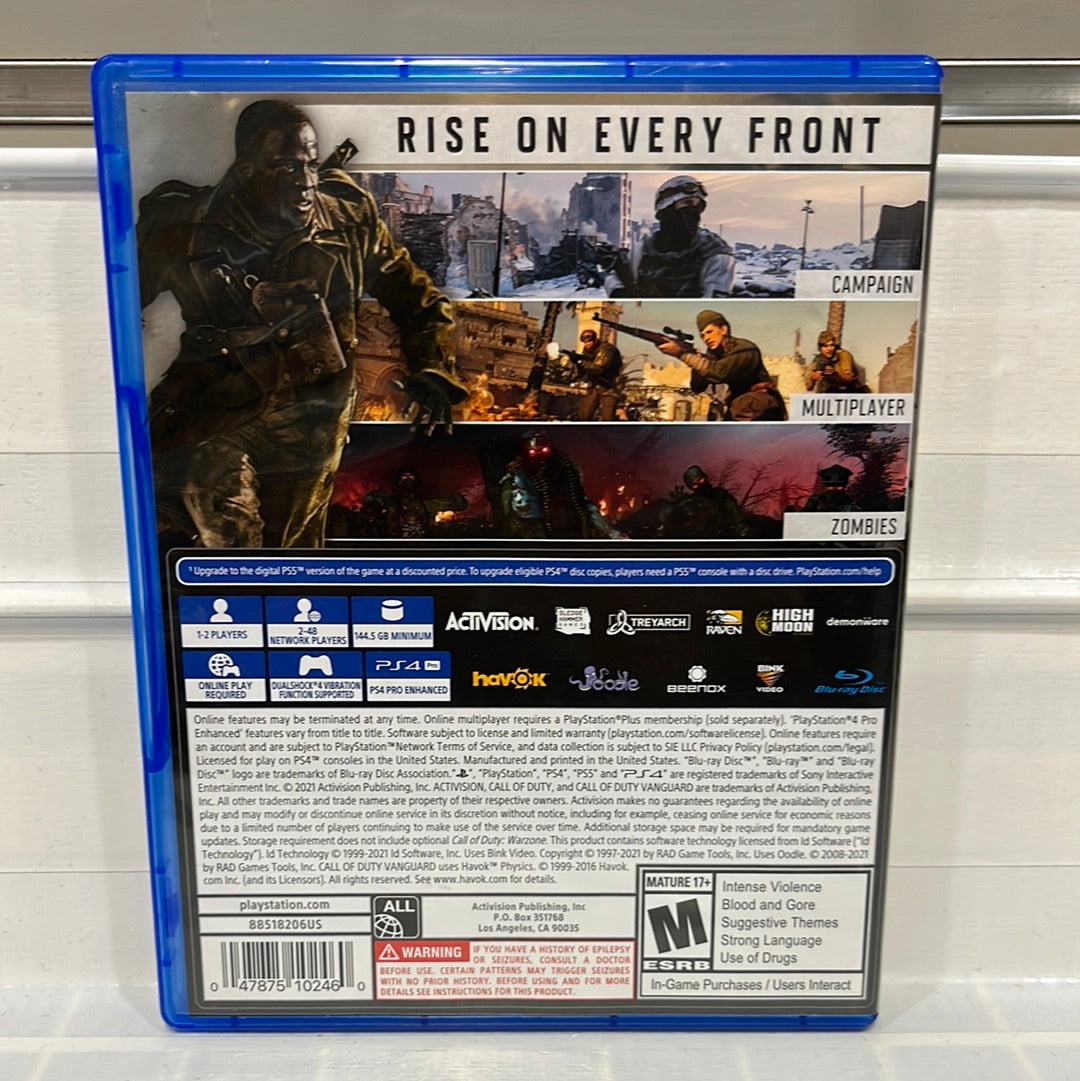 RISE ON EVERY FRONT
CAMPAIGN
MULTIPLAYER
ZOMBIES
¹ Upgrade to the digital PS5™ version of the game at a discounted price. To upgrade eligible PS4™ disc copies, players need a PS5™ console with a disc drive. PlayStation.com/help
1-2 PLAYERS
2-48
NETWORK PLAYERS
144.5 GB MINIMUM
ACTIVISION.
SLEDGE
HAMMER
GAMES
TREYARCH
RAVEN
HIGH
MOON
demonware
ONLINE PLAY
REQUIRED
DUALSHOCK®4 VIBRATION
FUNCTION SUPPORTED
PS4 Pro
PS4 PRO ENHANCED
havok
oodle
BEENOX
BINK
VIDEO
Blu-ray Disc
Online features may be terminated at any time. Online multiplayer requires a PlayStation®Plus membership (sold separately). 'PlayStation®4 Pro
Enhanced' features vary from title to title. Software subject to license and limited warranty (playstation.com/softwarelicense). Online features require
an account and are subject to PlayStation™Network Terms of Service, and data collection is subject to SIE LLC Privacy Policy (playstation.com/legal).
Licensed for play on PS4™ consoles in the United States. Manufactured and printed in the United States. "Blu-ray Disc™", "Blu-ray™" and "Blu-ray
Disc™" logo are trademarks of Blu-ray Disc Association. "PS", "PlayStation", "PS4", "PS5" and "PS4" are registered trademarks of Sony Interactive
Entertainment Inc. © 2021 Activision Publishing, Inc. ACTIVISION, CALL OF DUTY, and CALL OF DUTY VANGUARD are trademarks of Activision Publishing,
Inc. All other trademarks and trade names are property of their respective owners. Activision makes no guarantees regarding the availability of online
play and may modify or discontinue online service in its discretion without notice, including for example, ceasing online service for economic reasons
due to a limited number of players continuing to make use of the service over time. Additional storage space may be required for mandatory game
updates. Storage requirement does not include optional Call of Duty: Warzone. This product contains software technology licensed from Id Software ("Id
Technology"). Id Technology © 1999-2021 Id Software, Inc. Uses Bink Video. Copyright © 1997-2021 by RAD Game Tools, Inc. Uses Oodle. © 2008-2021
by RAD Games Tools, Inc. CALL OF DUTY VANGUARD uses Havok™ Physics. © 1999-2016 Havok.
com Inc. (and its Licensors). All rights reserved. See www.havok.com for details.
playstation.com
88518206US
ALL
Activision Publishing, Inc
P.O. Box 351768
Los Angeles, CA 90035
0 47875 10246 0
WARNING IF YOU HAVE A HISTORY OF EPILEPSY
OR SEIZURES, CONSULT A DOCTOR
BEFORE USE. CERTAIN PATTERNS MAY TRIGGER SEIZURES
WITH NO PRIOR HISTORY. BEFORE USING AND FOR MORE
DETAILS SEE INSTRUCTIONS FOR THIS PRODUCT.
MATURE 17+
M
ESRB
Intense Violence
Blood and Gore
Suggestive Themes
Strong Language
Use of Drugs
In-Game Purchases / Users Interact